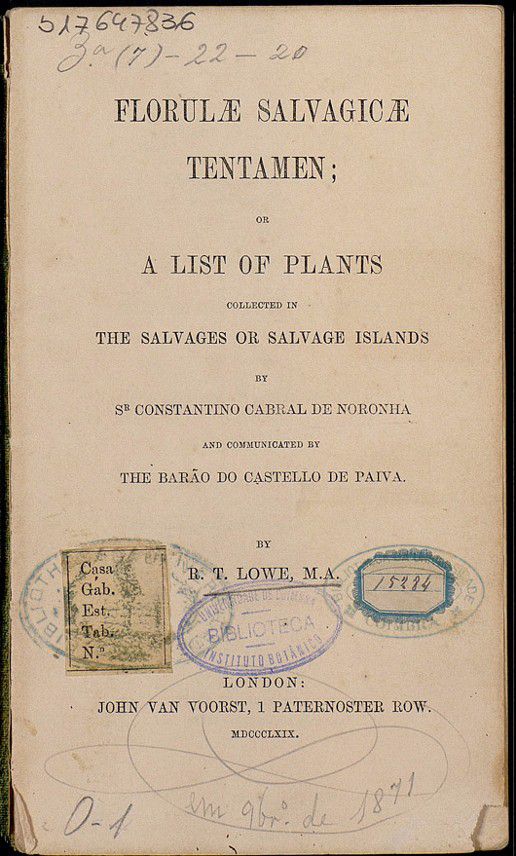 517647836
3ª (7) - 22 - 20
FLORULÆ SALVAGICÆ
TENTAMEN;
OR
A LIST OF PLANTS
COLLECTED IN
THE SALVAGES OR SALVAGE ISLANDS
BY
SR CONSTANTINO CABRAL DE NORONHA
AND COMMUNICATED BY
THE BARÃO DO CASTELLO DE PAIVA.
BY
R. T. LOWE, M.A.
Casa
Gab.
Est.
Tab.
N.º
15284
BIBLIOTECA
INSTITUTO BOTÂNICO
LONDON:
JOHN VAN VOORST, 1 PATERNOSTER ROW.
MDCCCLXIX.
em 9bro. de 1871
0-1